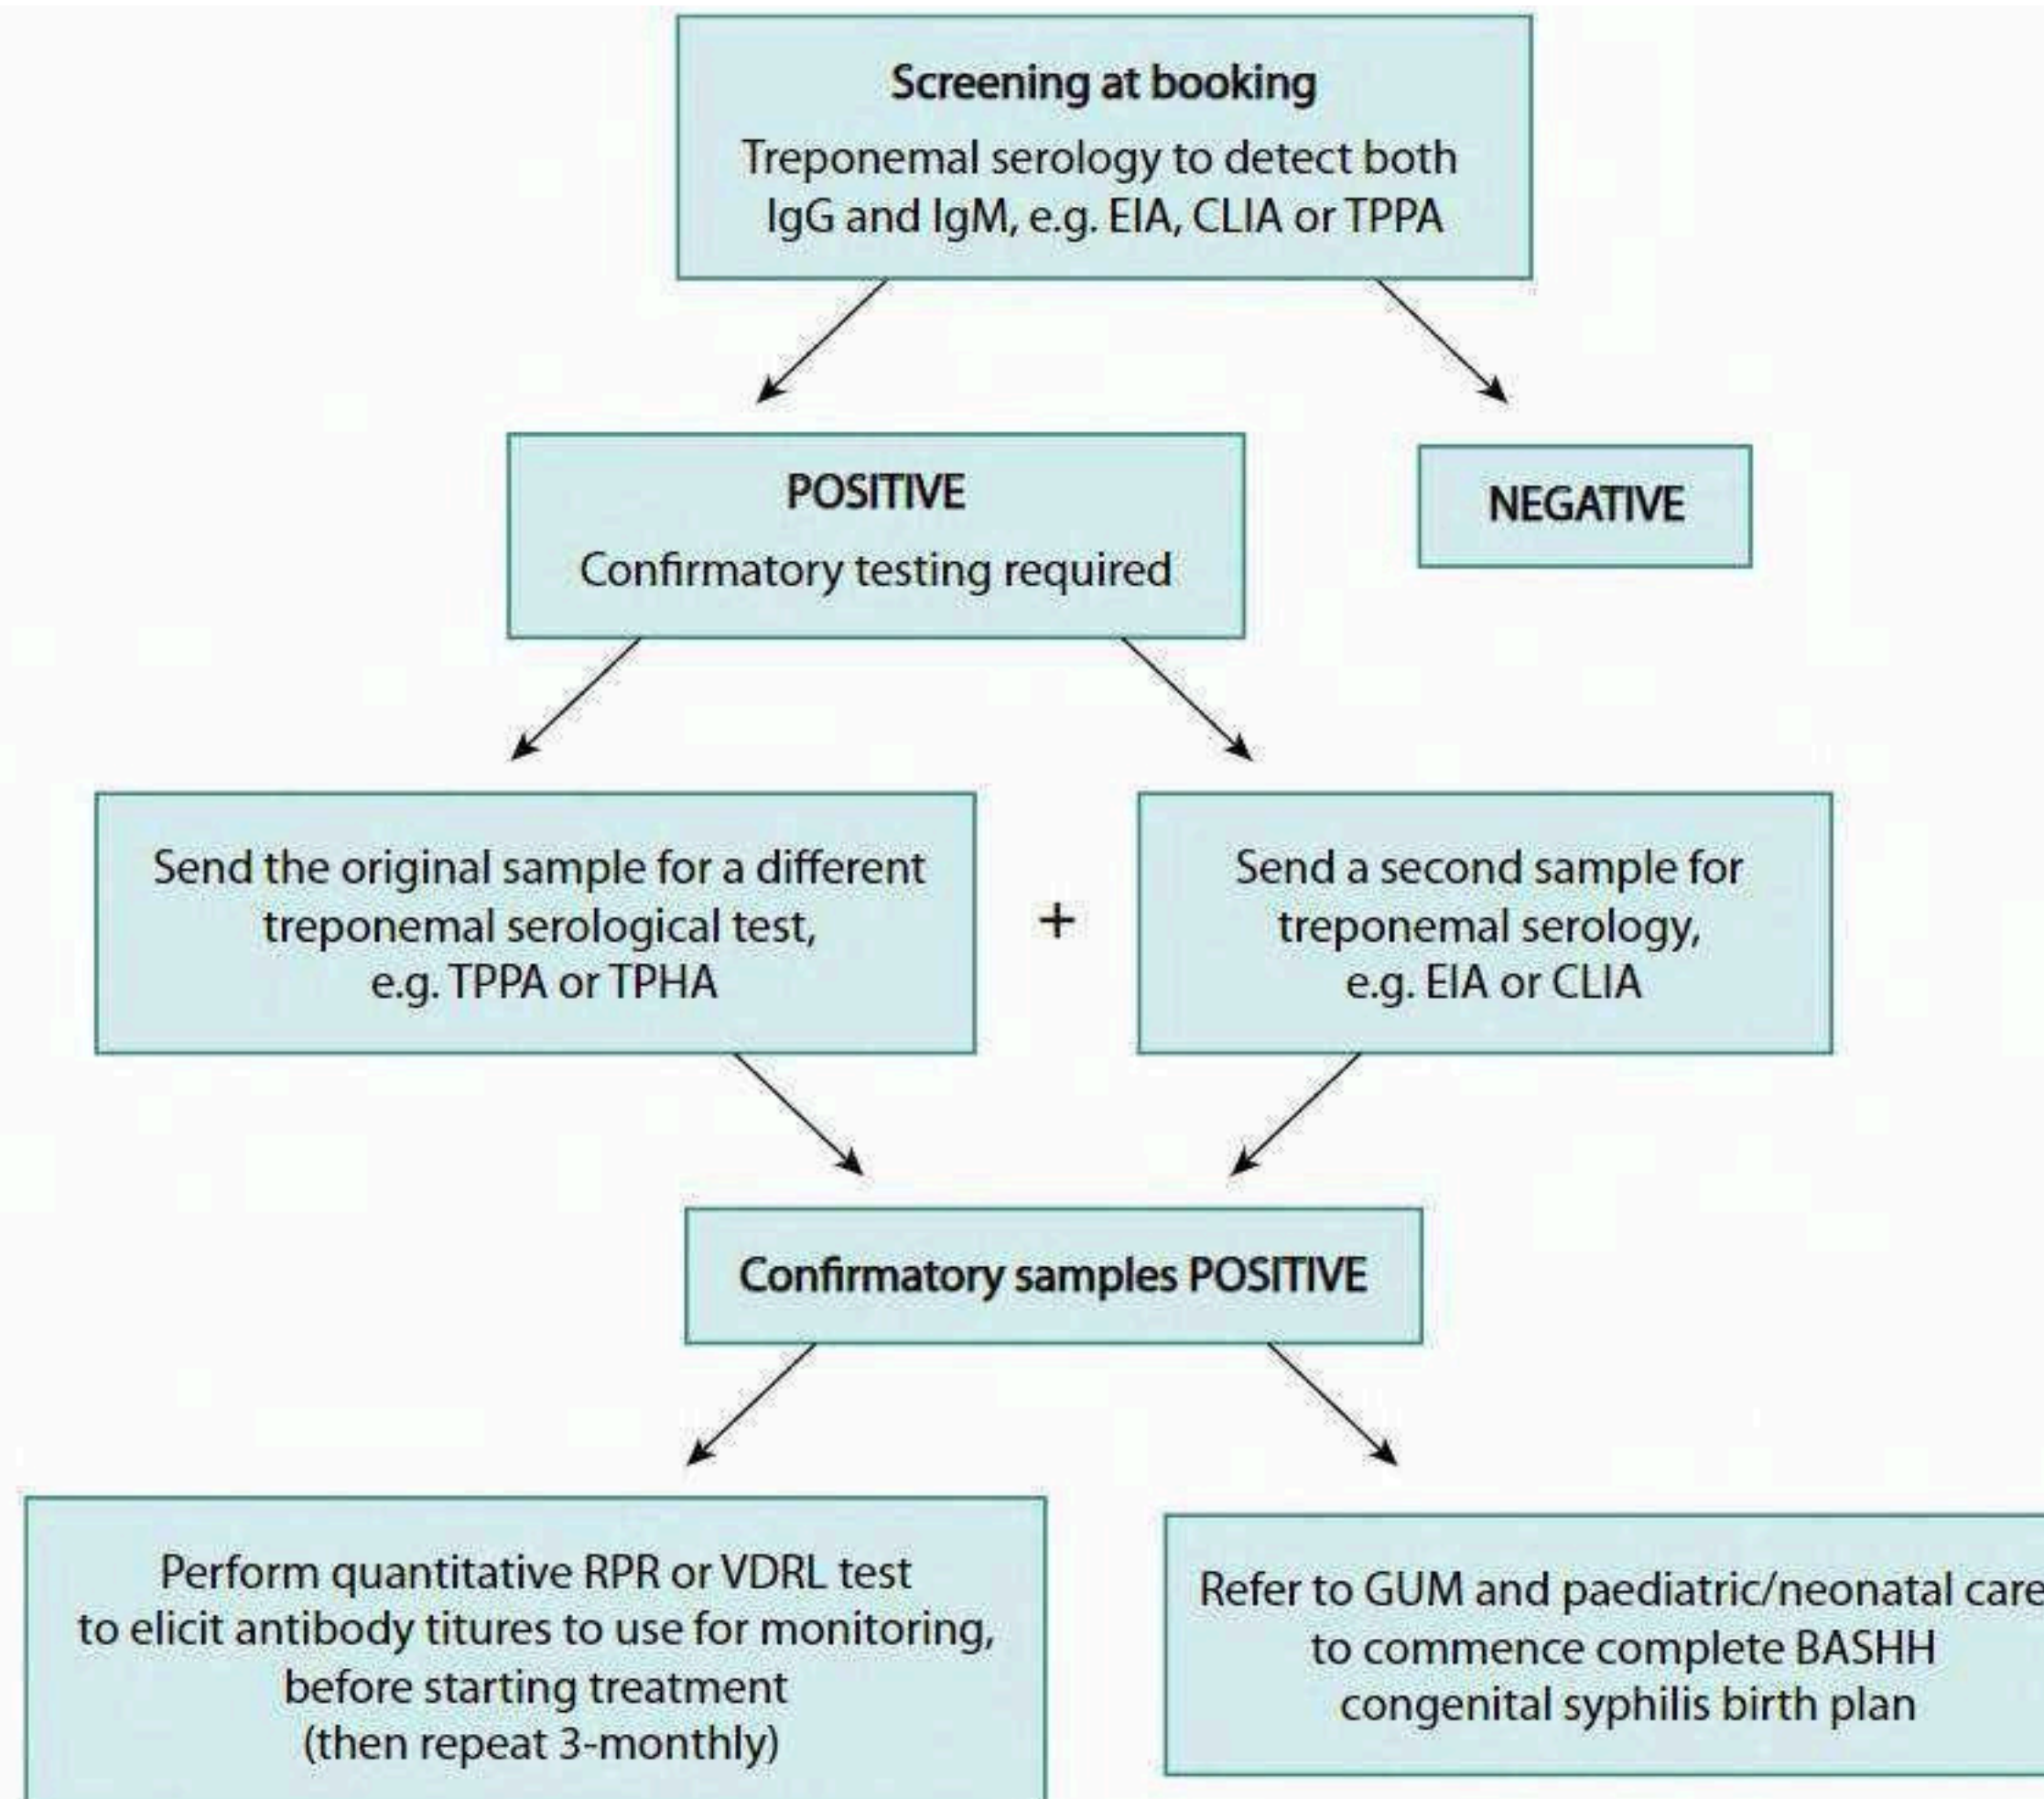 Screening at booking
Treponemal serology to detect both
IgG and IgM, e.g. EIA, CLIA or TPPA
POSITIVE
Confirmatory testing required
NEGATIVE
Send the original sample for a different
treponemal serological test,
e.g. TPPA or TPHA
+
Send a second sample for
treponemal serology,
e.g. EIA or CLIA
Confirmatory samples POSITIVE
Perform quantitative RPR or VDRL test
to elicit antibody titures to use for monitoring,
before starting treatment
(then repeat 3-monthly)
Refer to GUM and paediatric/neonatal care
to commence complete BASHH
congenital syphilis birth plan